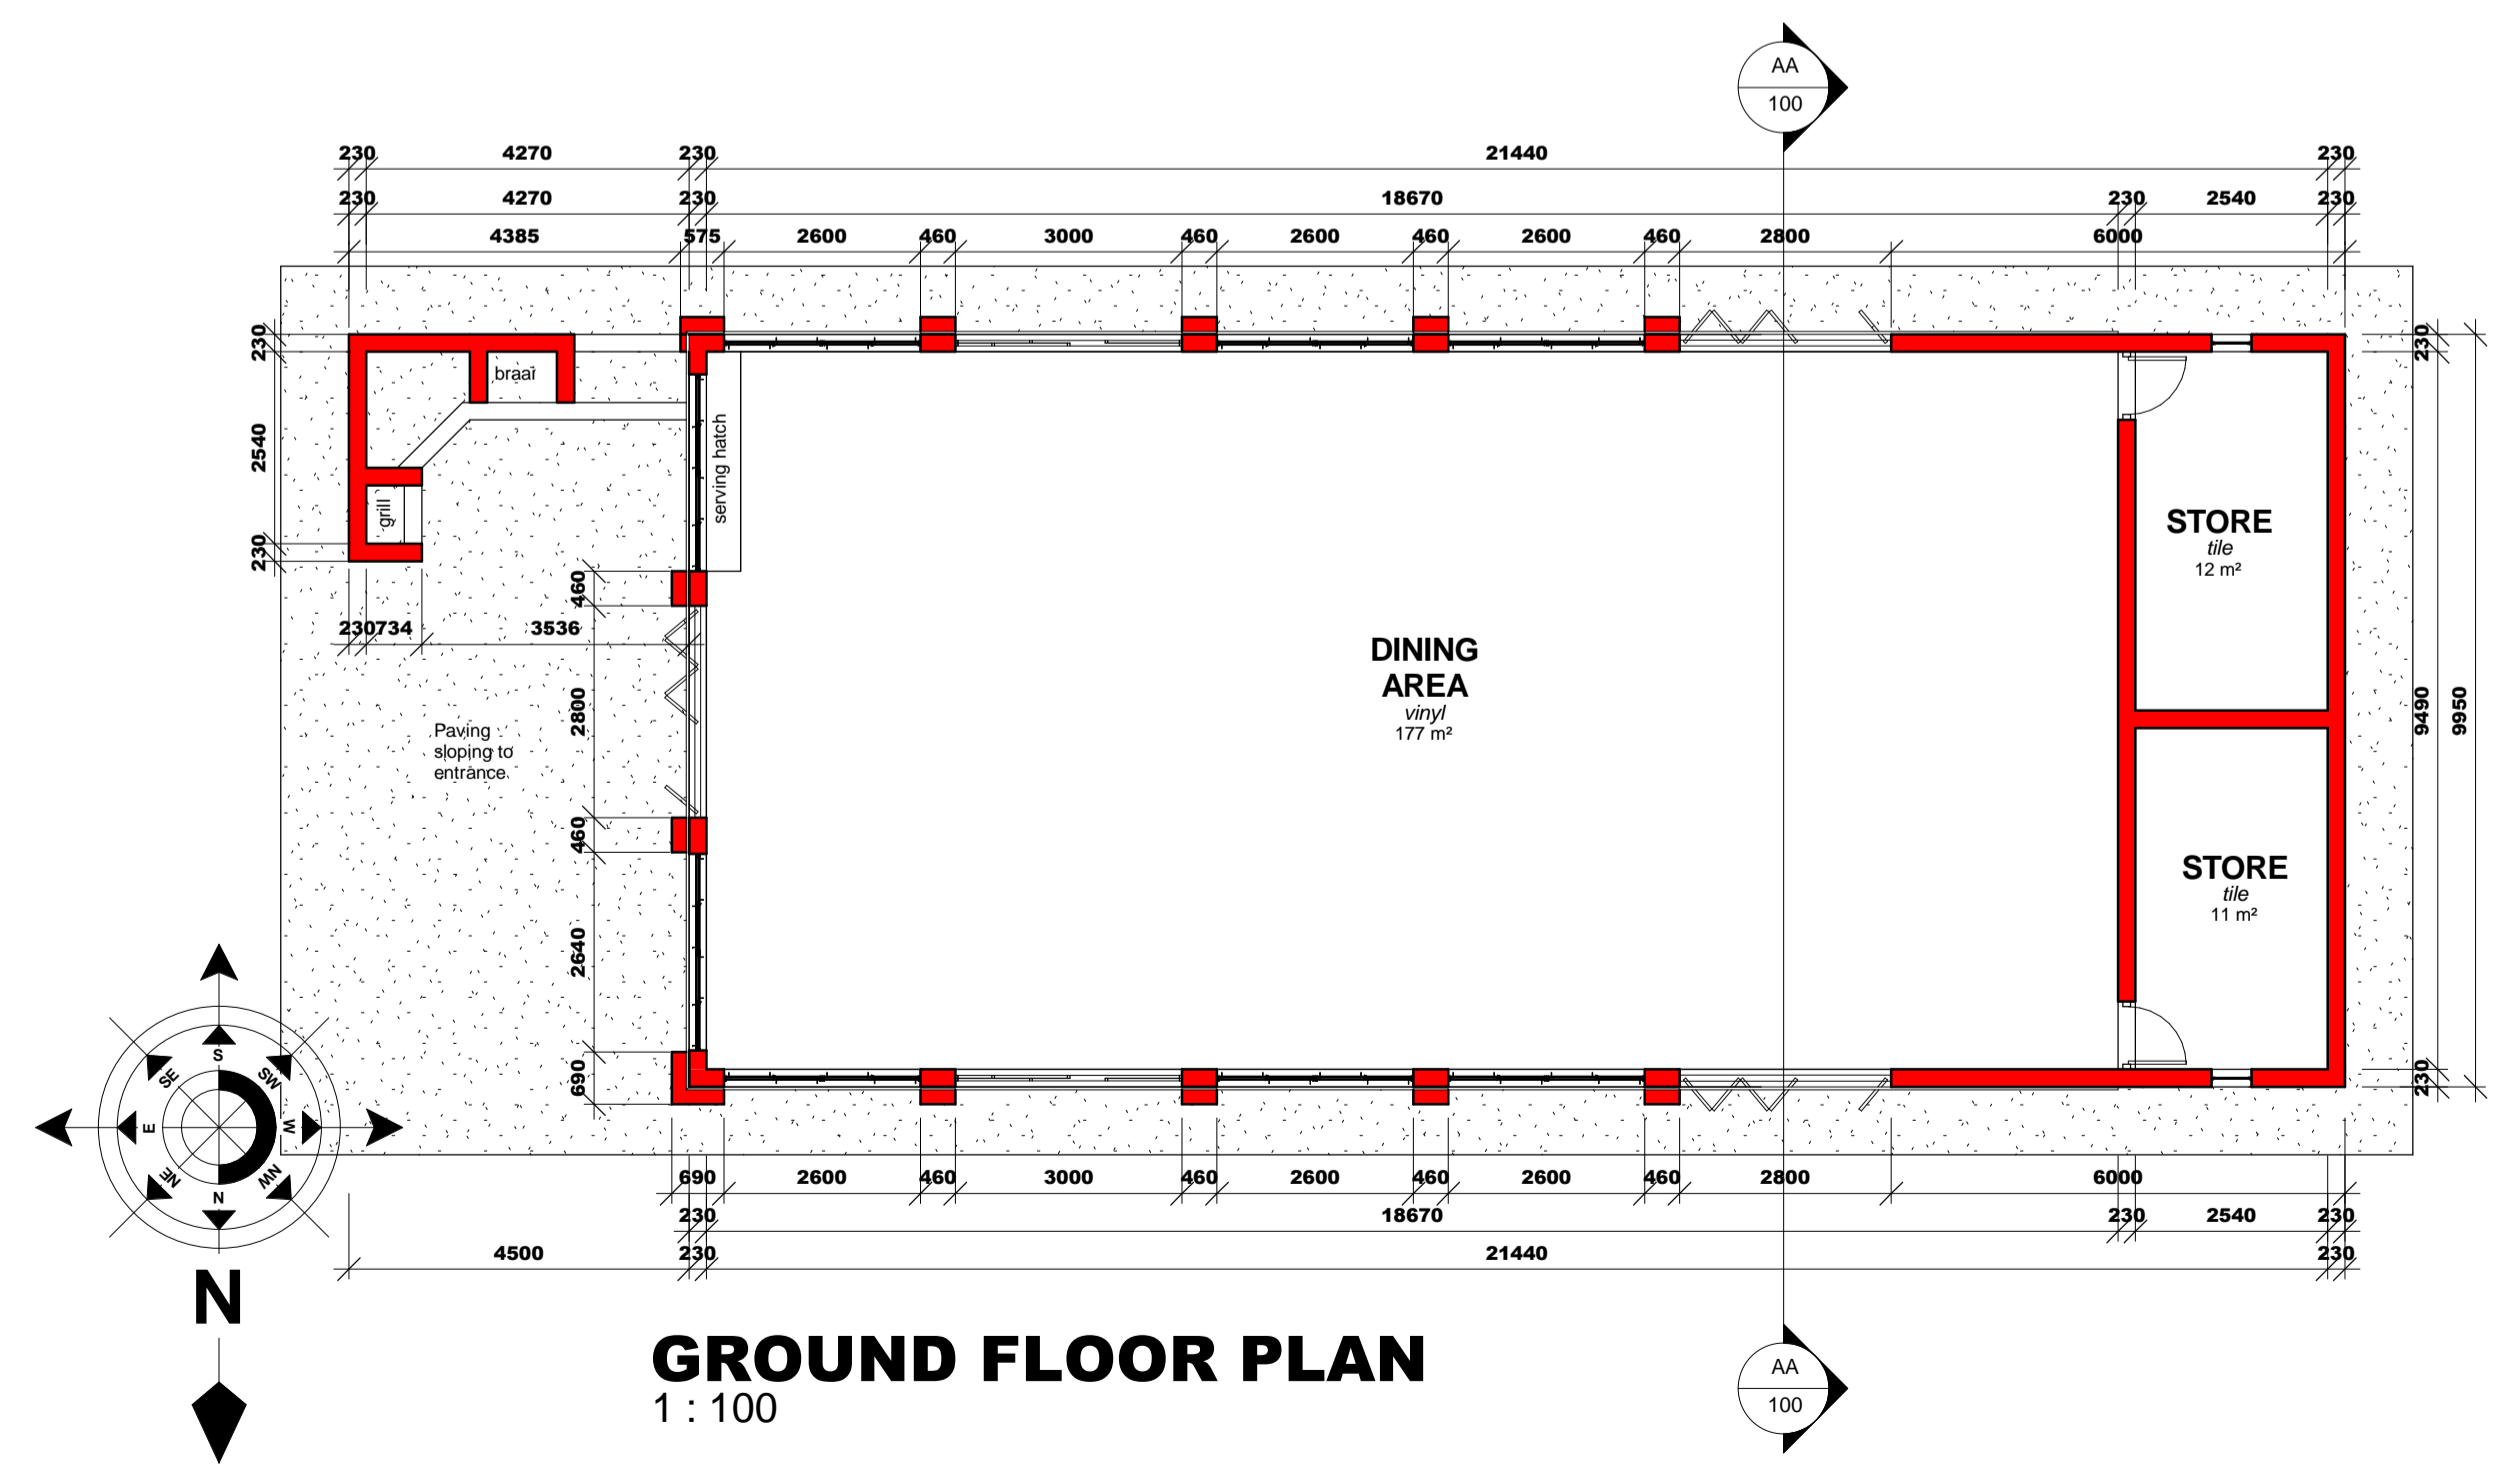 AA
100
230 4270 230 21440 230
230 4270 230 18670 230 2540 230
4385 575 2600 460 3000 460 2600 460 2600 460 2800 6000
230
2540
230
braai
grill
serving hatch
230 734 3536
460
2800
460
2640
690
Paving
sloping to
entrance
DINING
AREA
vinyl
177 m²
STORE
tile
12 m²
STORE
tile
11 m²
230
9490
230
9950
690 2600 460 3000 460 2600 460 2600 460 2800 6000
230 18670 230 2540 230
4500 230 21440 230
S
SE
SW
E
W
NE
NW
N
N
GROUND FLOOR PLAN
1 : 100
AA
100